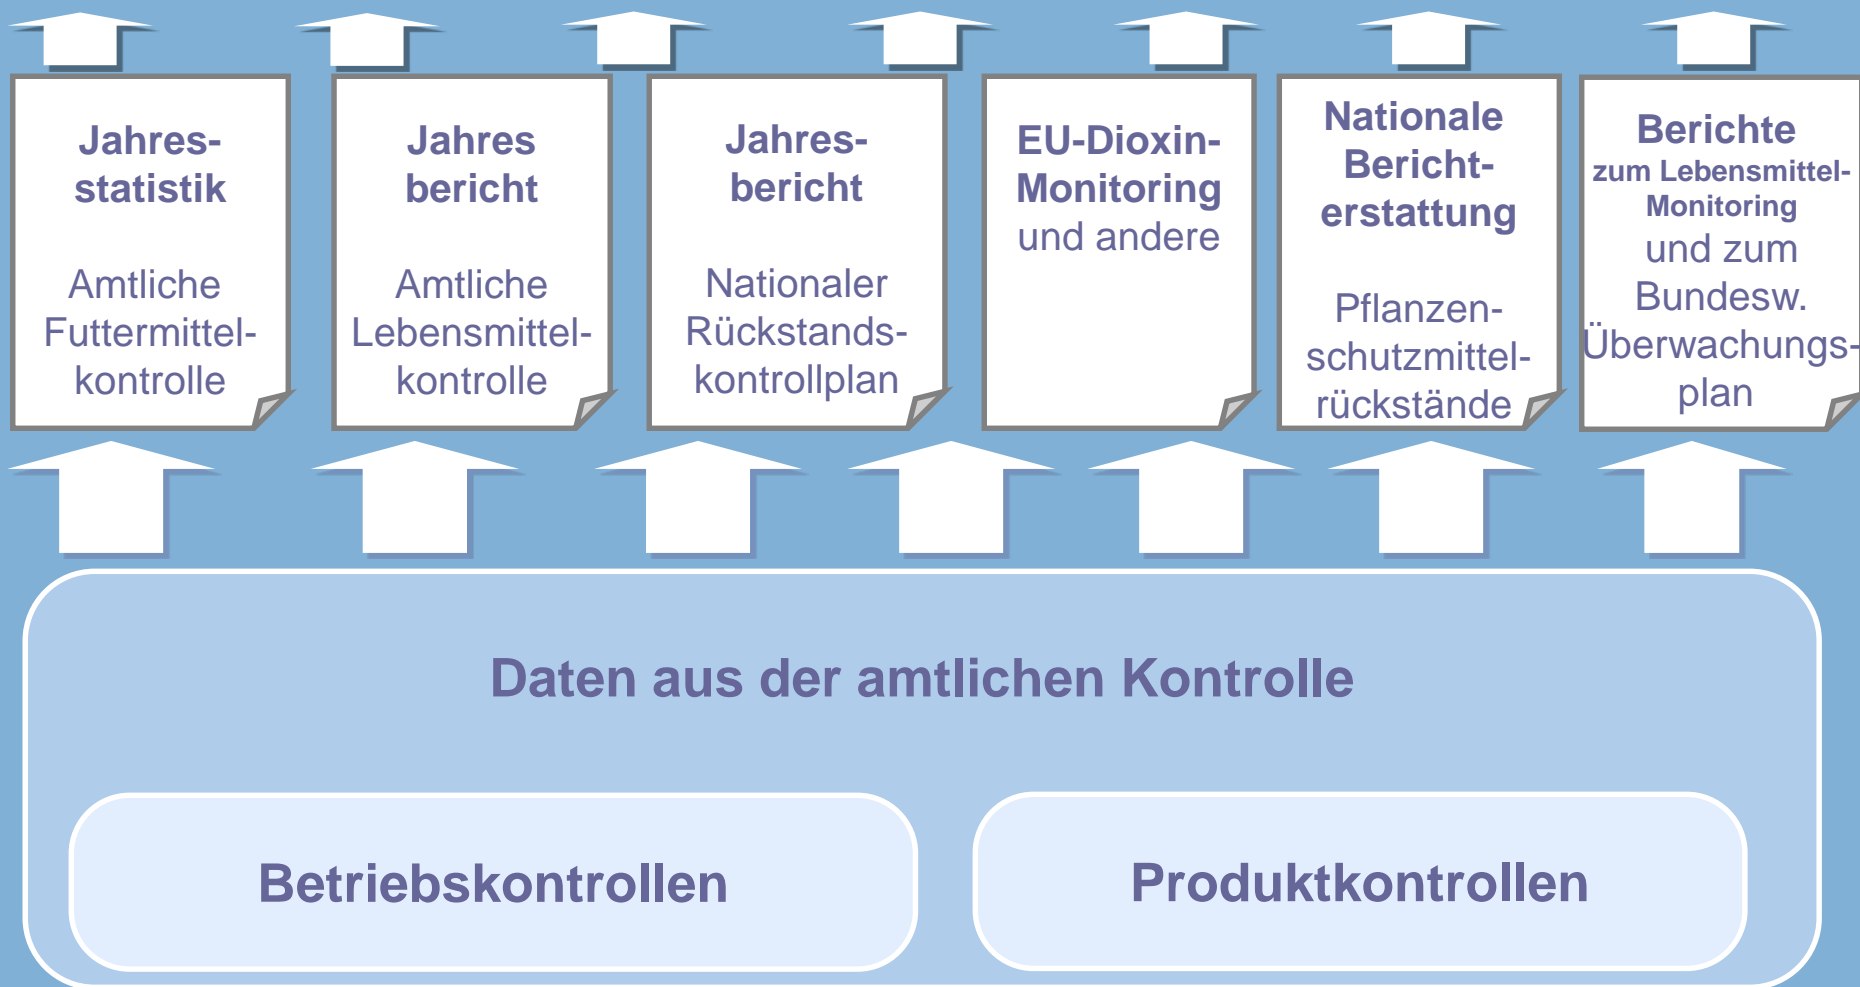 Jahres-
statistik
Amtliche
Futtermittel-
kontrolle
Jahres
bericht
Amtliche
Lebensmittel-
kontrolle
Jahres-
bericht
Nationaler
Rückstands-
kontrollplan
EU-Dioxin-
Monitoring
und andere
Nationale
Bericht-
erstattung
Pflanzen-
schutzmittel-
rückstände
Berichte
zum Lebensmittel-
Monitoring
und zum
Bundesw.
Überwachungs-
plan
Daten aus der amtlichen Kontrolle
Betriebskontrollen
Produktkontrollen